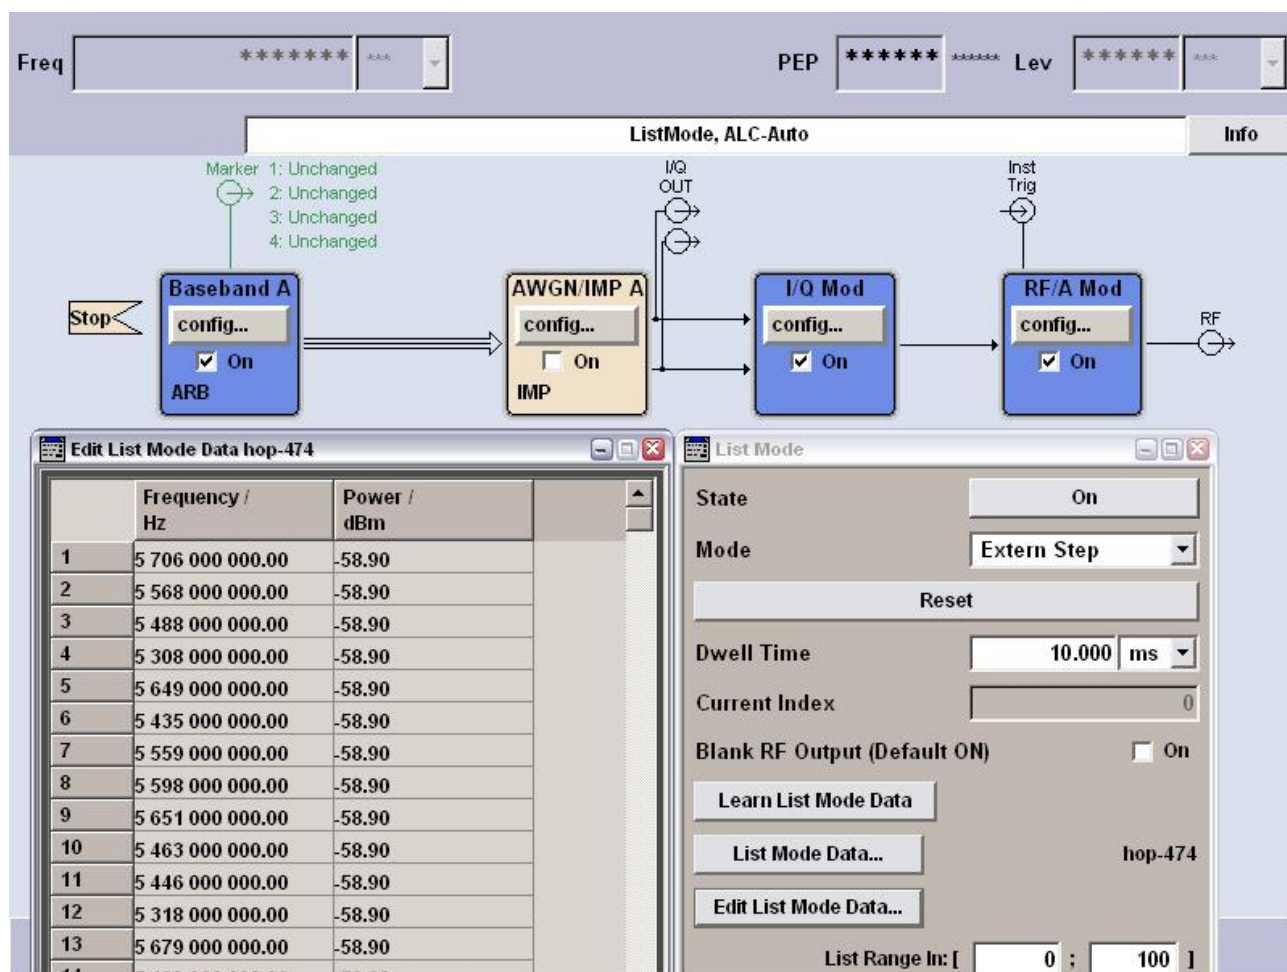 Freq ******* *** PEP ****** ****** Lev ****** ***
ListMode, ALC-Auto Info
Marker 1: Unchanged
2: Unchanged
3: Unchanged
4: Unchanged
I/Q
OUT
Inst
Trig
Stop
Baseband A
config...
On
ARB
AWGN/IMP A
config...
On
IMP
I/Q Mod
config...
On
RF/A Mod
config...
On
RF
Edit List Mode Data hop-474
Frequency / Power /
Hz dBm
1 5 706 000 000.00 -58.90
2 5 568 000 000.00 -58.90
3 5 488 000 000.00 -58.90
4 5 308 000 000.00 -58.90
5 5 649 000 000.00 -58.90
6 5 435 000 000.00 -58.90
7 5 559 000 000.00 -58.90
8 5 598 000 000.00 -58.90
9 5 651 000 000.00 -58.90
10 5 463 000 000.00 -58.90
11 5 446 000 000.00 -58.90
12 5 318 000 000.00 -58.90
13 5 679 000 000.00 -58.90
List Mode
State On
Mode Extern Step
Reset
Dwell Time 10.000 ms
Current Index 0
Blank RF Output (Default ON) On
Learn List Mode Data
List Mode Data... hop-474
Edit List Mode Data...
List Range In: [ 0 ; 100 ]